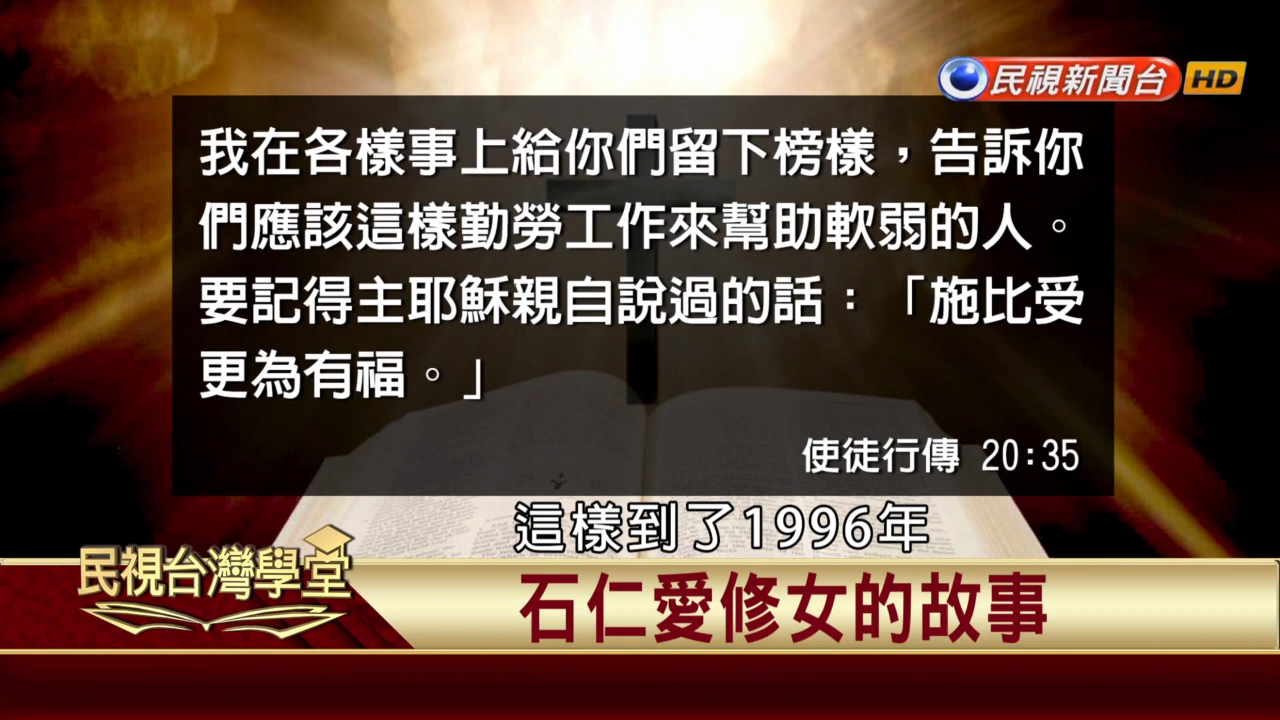 民視新聞台 HD
我在各樣事上給你們留下榜樣，告訴你
們應該這樣勤勞工作來幫助軟弱的人。
要記得主耶穌親自說過的話：「施比受
更為有福。」
使徒行傳 20:35
這樣到了1996年
民視台灣學堂
石仁愛修女的故事